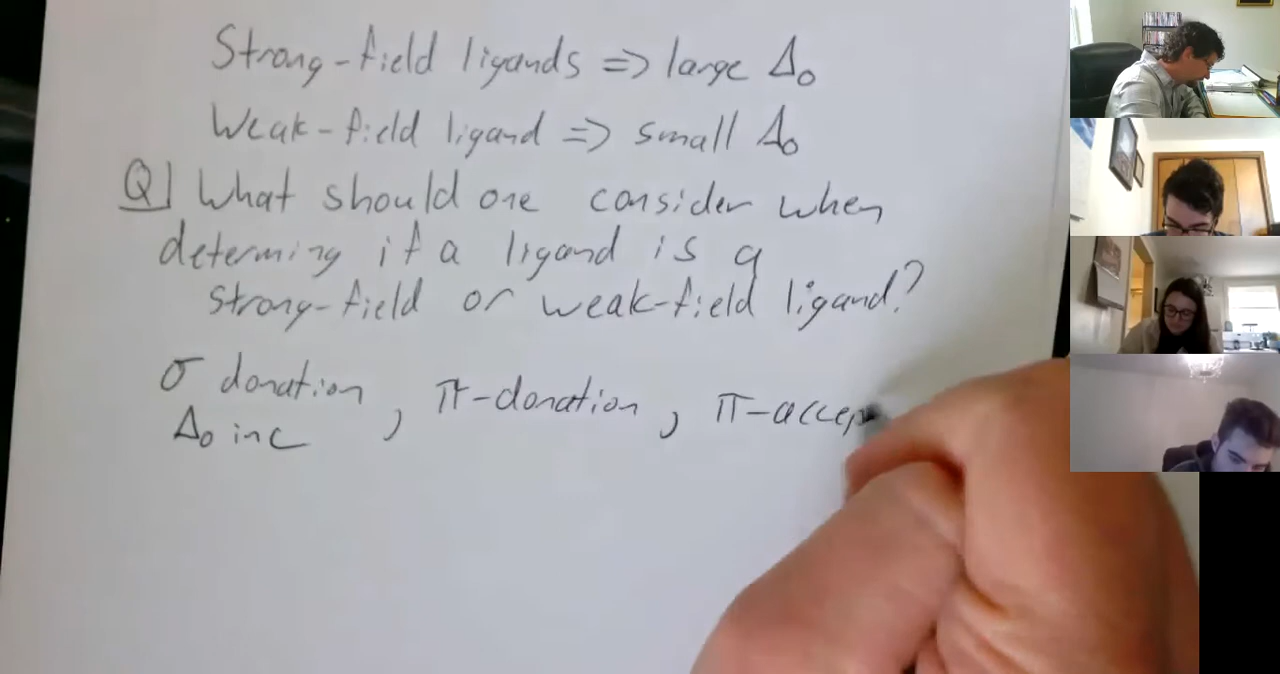 Strong-field ligands => large Δo
Weak-field ligand => small Δo
Q] What should one consider when
determing if a ligand is a
strong-field or weak-field ligand?
σ donation, π-donation, π-accep
Δo inc